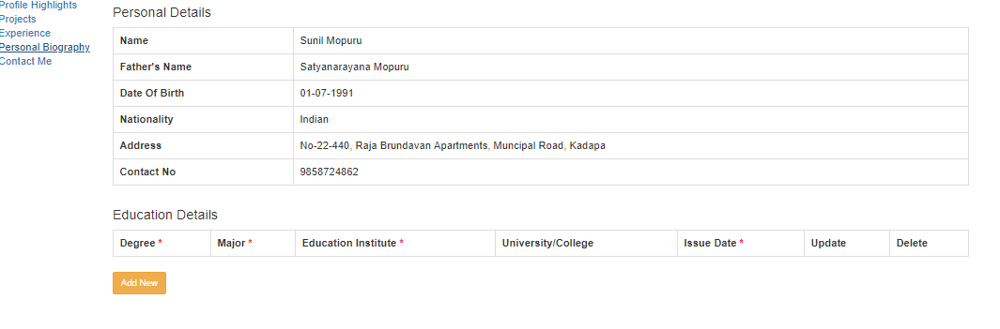 Profile Highlights
Projects
Experience
Personal Biography
Contact Me
Personal Details
Name Sunil Mopuru
Father's Name Satyanarayana Mopuru
Date Of Birth 01-07-1991
Nationality Indian
Address No-22-440, Raja Brundavan Apartments, Muncipal Road, Kadapa
Contact No 9858724862
Education Details
Degree * Major * Education Institute * University/College Issue Date * Update Delete
Add New